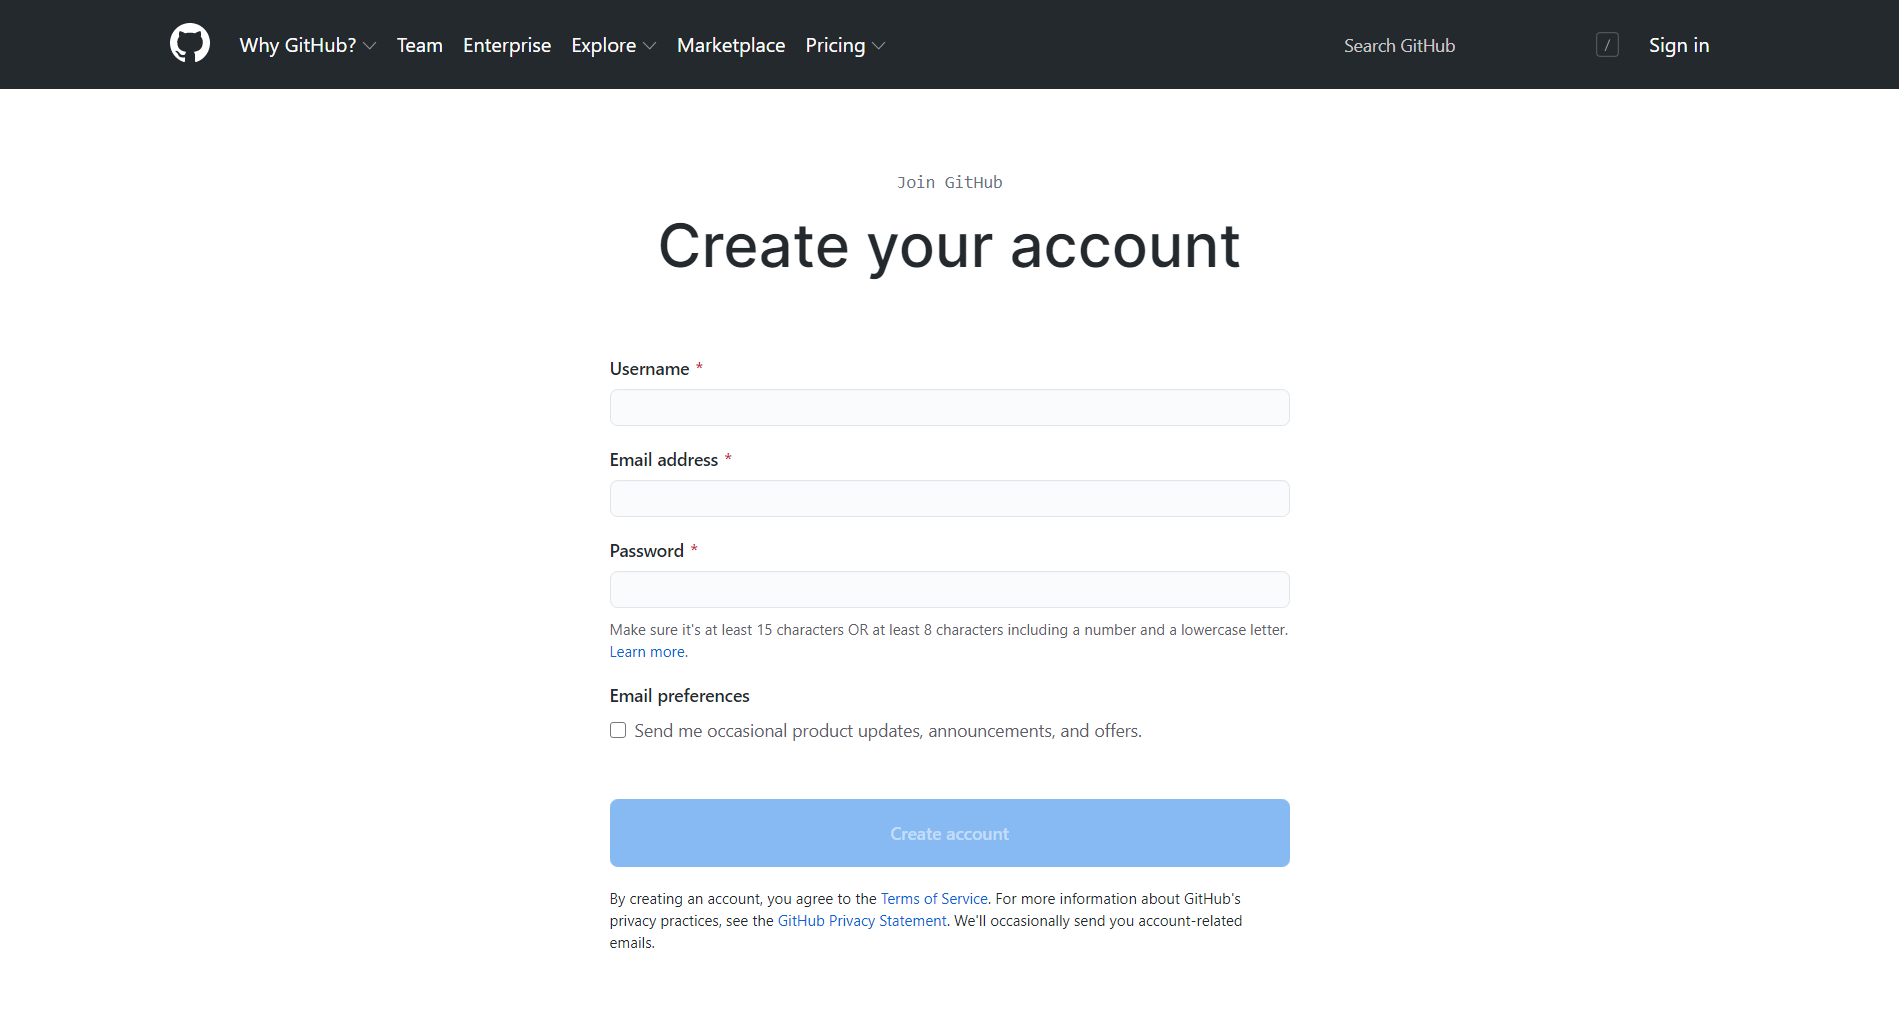 Why GitHub? Team Enterprise Explore Marketplace Pricing Search GitHub / Sign in
Join GitHub
Create your account
Username *
Email address *
Password *
Make sure it's at least 15 characters OR at least 8 characters including a number and a lowercase letter.
Learn more.
Email preferences
Send me occasional product updates, announcements, and offers.
Create account
By creating an account, you agree to the Terms of Service. For more information about GitHub's
privacy practices, see the GitHub Privacy Statement. We'll occasionally send you account-related
emails.